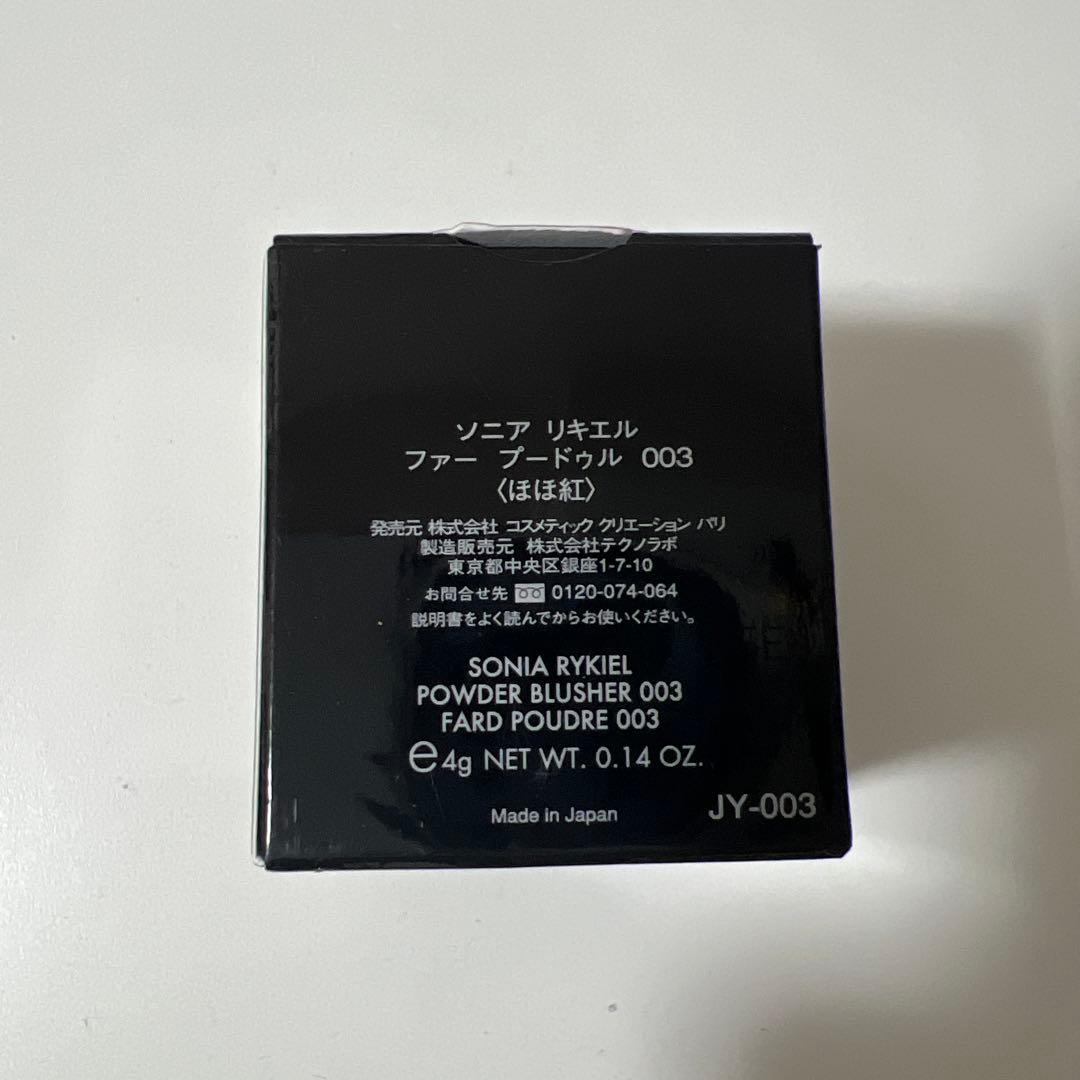 ソニア リキエル
ファー プードゥル 003
〈ほほ紅〉
発売元 株式会社 コスメティック クリエーション パリ
製造販売元 株式会社テクノラボ
東京都中央区銀座1-7-10
お問合せ先 0120-074-064
説明書をよく読んでからお使いください。
SONIA RYKIEL
POWDER BLUSHER 003
FARD POUDRE 003
℮4g NET WT. 0.14 OZ.
Made in Japan
JY-003